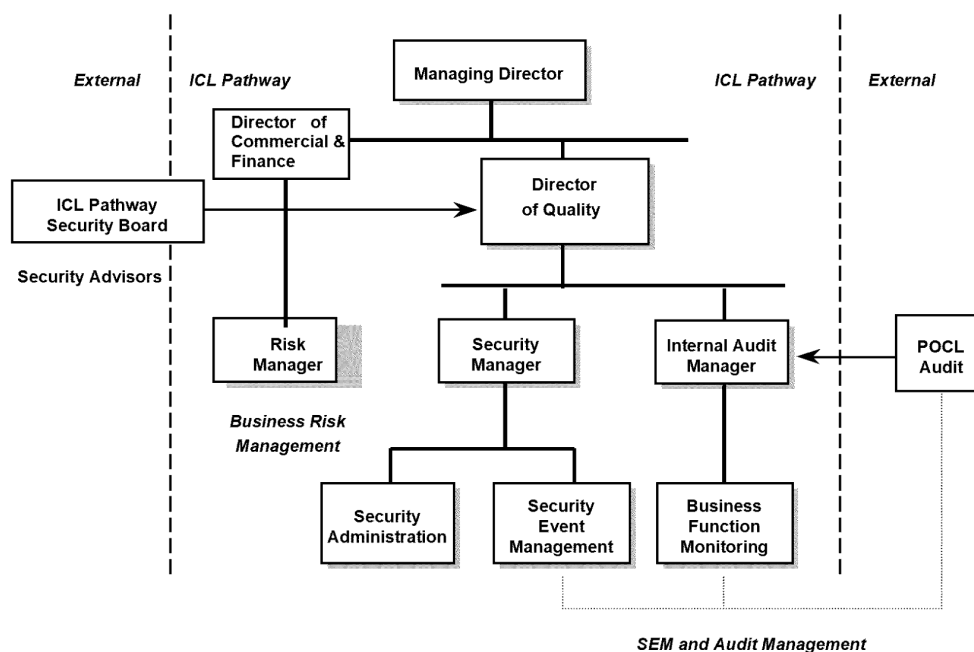 External
ICL Pathway
Managing Director
ICL Pathway
External
Director of
Commercial &
Finance
Director
of Quality
ICL Pathway
Security Board
Security Advisors
Risk
Manager
Security
Manager
Internal Audit
Manager
POCL
Audit
Business Risk
Management
Security
Administration
Security
Event
Management
Business
Function
Monitoring
SEM and Audit Management